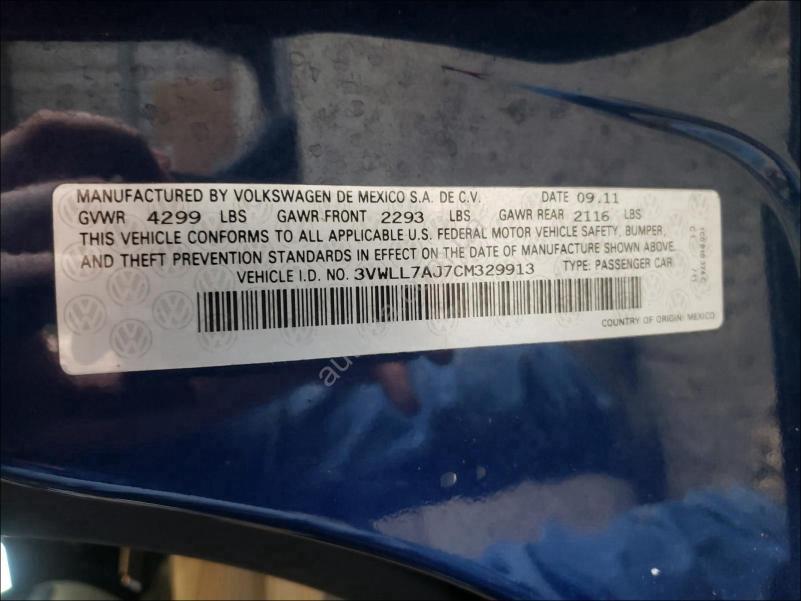 MANUFACTURED BY VOLKSWAGEN DE MEXICO S.A. DE C.V. DATE 09.11
GVWR 4299 LBS GAWR FRONT 2293 LBS GAWR REAR 2116 LBS
THIS VEHICLE CONFORMS TO ALL APPLICABLE U.S. FEDERAL MOTOR VEHICLE SAFETY, BUMPER,
AND THEFT PREVENTION STANDARDS IN EFFECT ON THE DATE OF MANUFACTURE SHOWN ABOVE.
VEHICLE I.D. NO. 3VWLL7AJ7CM329913 TYPE: PASSENGER CAR
COUNTRY OF ORIGIN: MEXICO